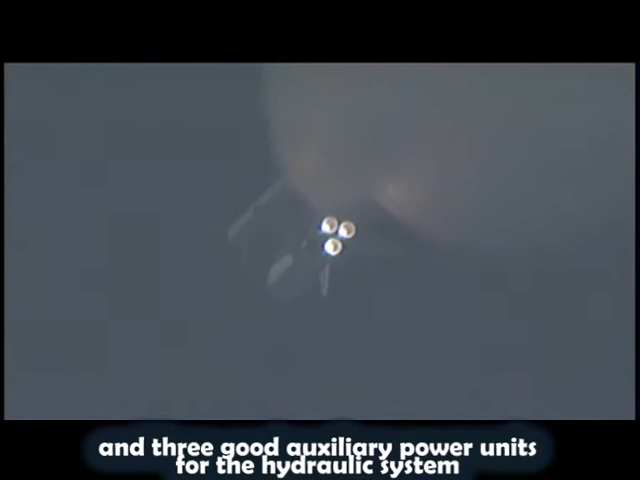 and three good auxiliary power units
for the hydraulic system